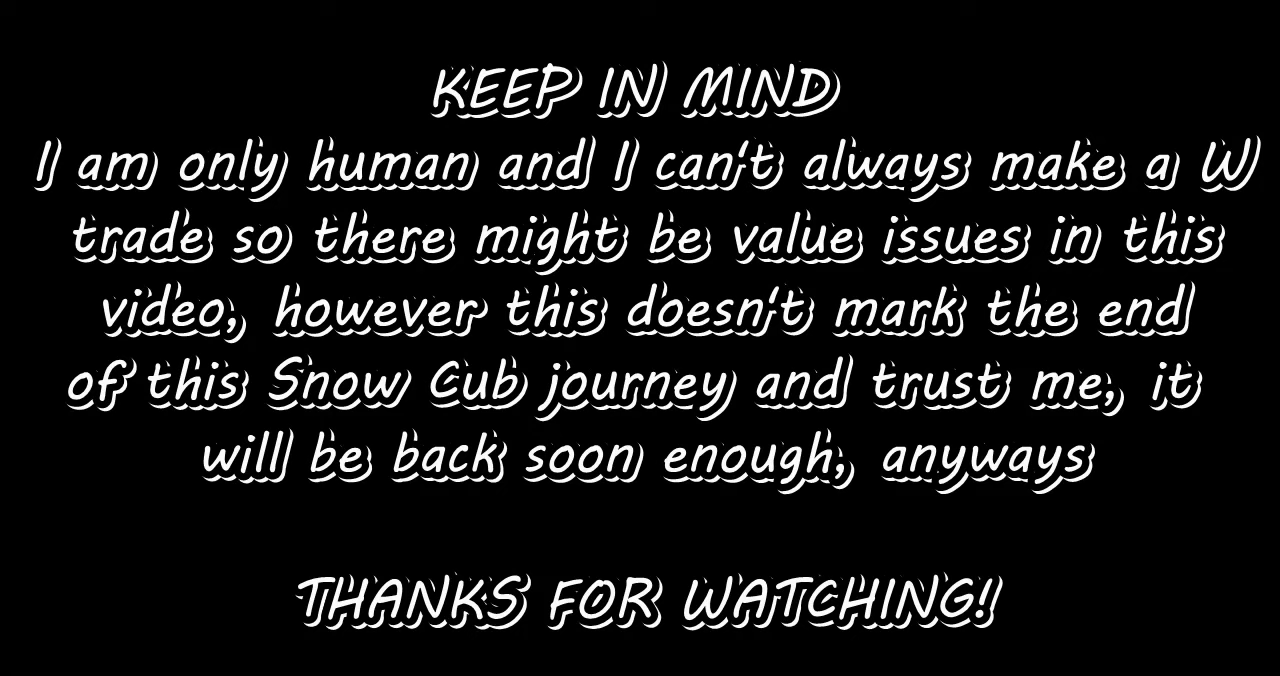 KEEP IN MIND
I am only human and I can't always make a W
trade so there might be value issues in this
video, however this doesn't mark the end
of this Snow Cub journey and trust me, it
will be back soon enough, anyways
THANKS FOR WATCHING!